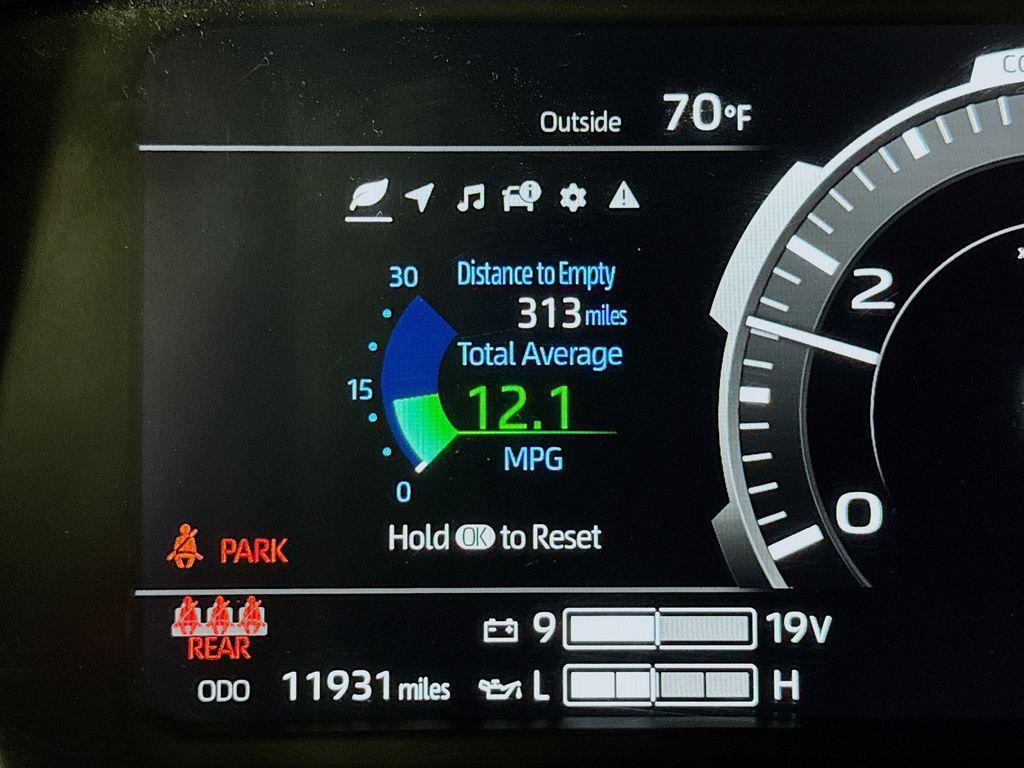 Outside 70°F
30
Distance to Empty
313 miles
Total Average
15
12.1
MPG
0
Hold OK to Reset
2
0
PARK
REAR
9 19V
ODO 11931 miles
L H